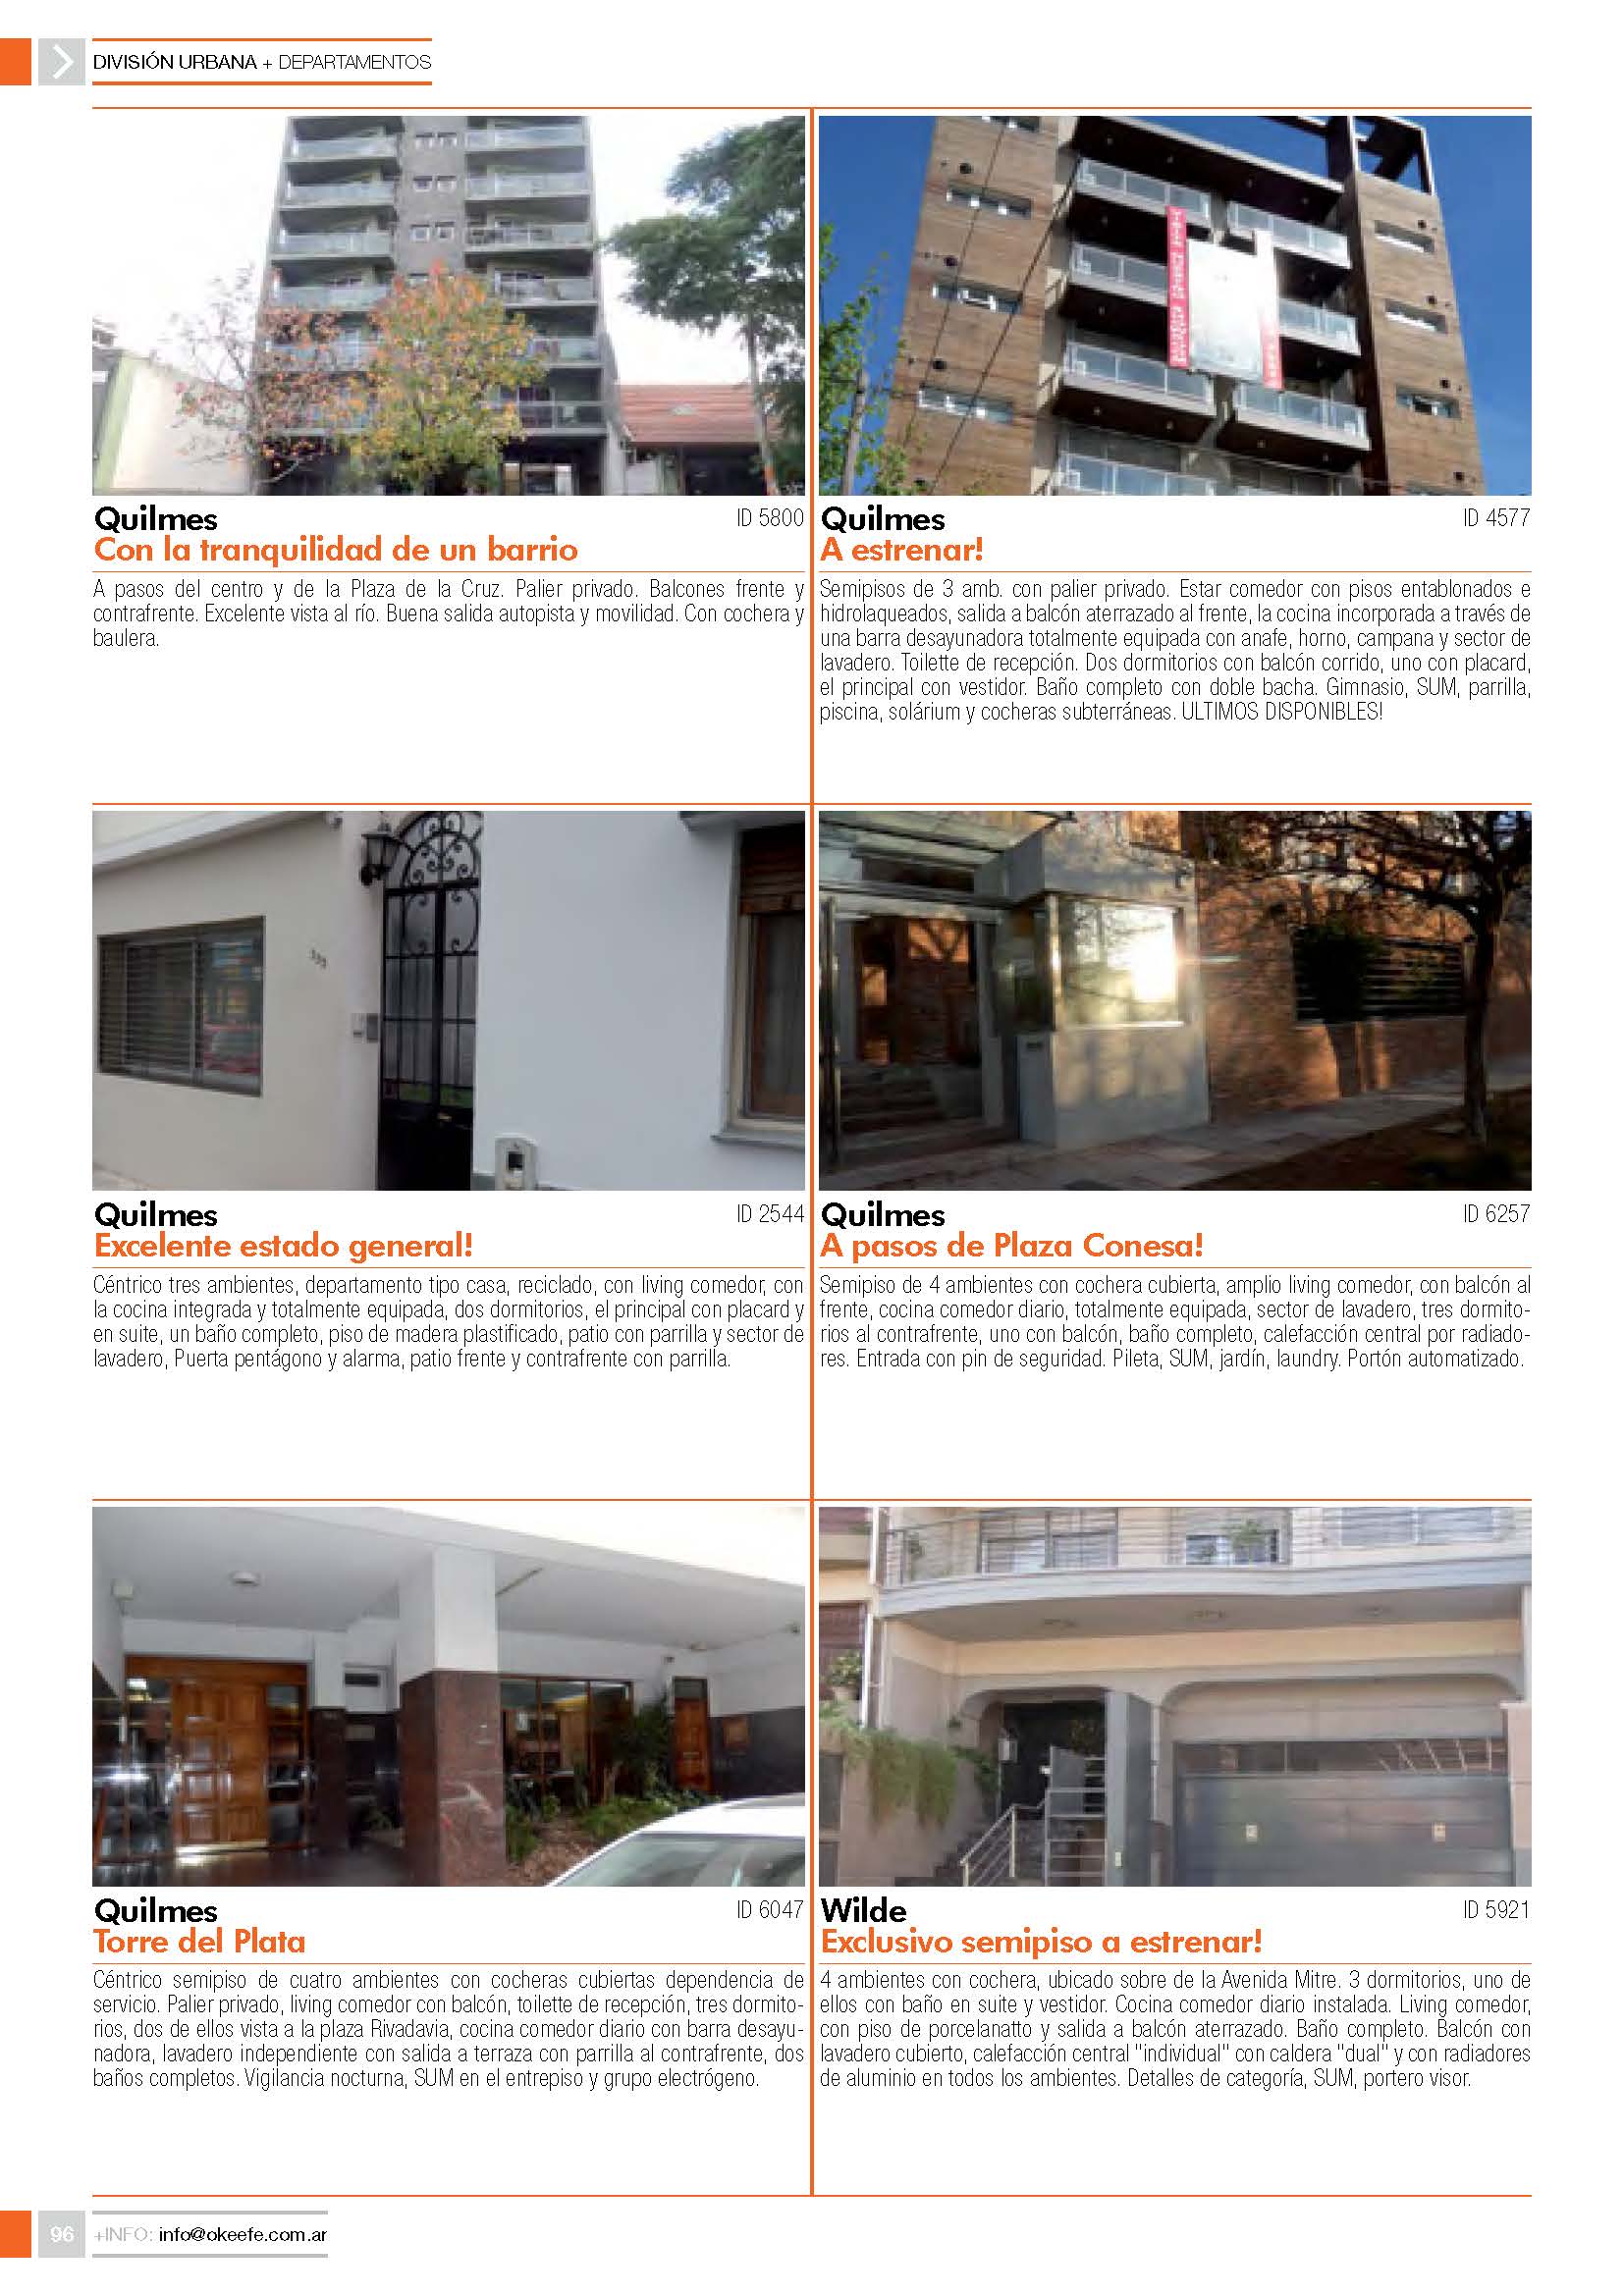 DIVISIÓN URBANA + DEPARTAMENTOS
Quilmes
ID 5800
Con la tranquilidad de un barrio
A pasos del centro y de la Plaza de la Cruz. Palier privado. Balcones frente y
contrafrente. Excelente vista al río. Buena salida autopista y movilidad. Con cochera y
baulera.
Quilmes
ID 4577
A estrenar!
Semipisos de 3 amb. con palier privado. Estar comedor con pisos entablonados e
hidrolaqueados, salida a balcón aterrazado al frente, la cocina incorporada a través de
una barra desayunadora totalmente equipada con anafe, horno, campana y sector de
lavadero. Toilette de recepción. Dos dormitorios con balcón corrido, uno con placard,
el principal con vestidor. Baño completo con doble bacha. Gimnasio, SUM, parrilla,
piscina, solárium y cocheras subterráneas. ULTIMOS DISPONIBLES!
333
Quilmes
ID 2544
Excelente estado general!
Céntrico tres ambientes, departamento tipo casa, reciclado, con living comedor, con
la cocina integrada y totalmente equipada, dos dormitorios, el principal con placard y
en suite, un baño completo, piso de madera plastificado, patio con parrilla y sector de
lavadero, Puerta pentágono y alarma, patio frente y contrafrente con parrilla.
Quilmes
ID 6257
A pasos de Plaza Conesa!
Semipiso de 4 ambientes con cochera cubierta, amplio living comedor, con balcón al
frente, cocina comedor diario, totalmente equipada, sector de lavadero, tres dormito-
rios al contrafrente, uno con balcón, baño completo, calefacción central por radiado-
res. Entrada con pin de seguridad. Pileta, SUM, jardín, laundry. Portón automatizado.
Quilmes
ID 6047
Torre del Plata
Céntrico semipiso de cuatro ambientes con cocheras cubiertas dependencia de
servicio. Palier privado, living comedor con balcón, toilette de recepción, tres dormito-
rios, dos de ellos vista a la plaza Rivadavia, cocina comedor diario con barra desayu-
nadora, lavadero independiente con salida a terraza con parrilla al contrafrente, dos
baños completos. Vigilancia nocturna, SUM en el entrepiso y grupo electrógeno.
Wilde
ID 5921
Exclusivo semipiso a estrenar!
4 ambientes con cochera, ubicado sobre de la Avenida Mitre. 3 dormitorios, uno de
ellos con baño en suite y vestidor. Cocina comedor diario instalada. Living comedor,
con piso de porcelanatto y salida a balcón aterrazado. Baño completo. Balcón con
lavadero cubierto, calefacción central "individual" con caldera "dual" y con radiadores
de aluminio en todos los ambientes. Detalles de categoría, SUM, portero visor.
96
+INFO: info@okeefe.com.ar